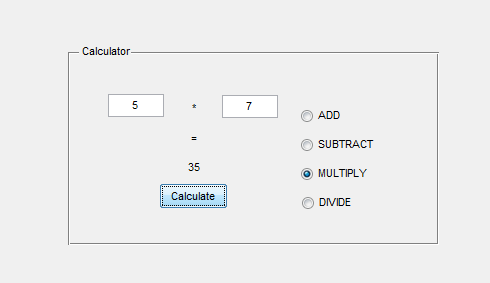 Calculator
5 * 7
=
35
Calculate
ADD
SUBTRACT
MULTIPLY
DIVIDE